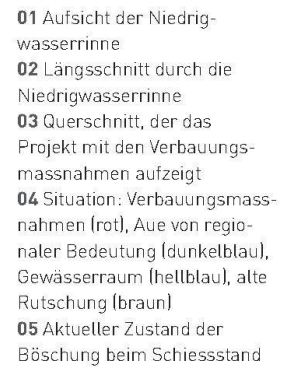 01 Aufsicht der Niedrig-
wasserrinne
02 Längsschnitt durch die
Niedrigwasserrinne
03 Querschnitt, der das
Projekt mit den Verbauungs-
massnahmen aufzeigt
04 Situation: Verbauungsmass-
nahmen (rot), Aue von regio-
naler Bedeutung (dunkelblau),
Gewässerraum (hellblau), alte
Rutschung (braun)
05 Aktueller Zustand der
Böschung beim Schiessstand